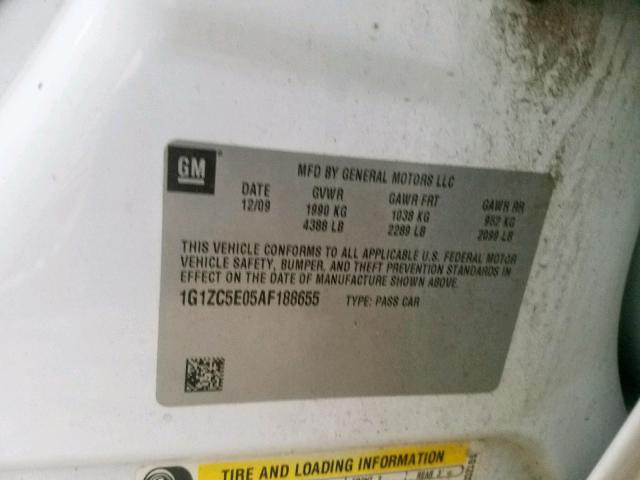 GM
MFD BY GENERAL MOTORS LLC
DATE GVWR GAWR FRT GAWR RR
12/09 1990 KG 1038 KG 952 KG
4388 LB 2289 LB 2099 LB
THIS VEHICLE CONFORMS TO ALL APPLICABLE U.S. FEDERAL MOTOR
VEHICLE SAFETY, BUMPER, AND THEFT PREVENTION STANDARDS IN
EFFECT ON THE DATE OF MANUFACTURE SHOWN ABOVE.
1G1ZC5E05AF188655 TYPE: PASS CAR
TIRE AND LOADING INFORMATION
REAR